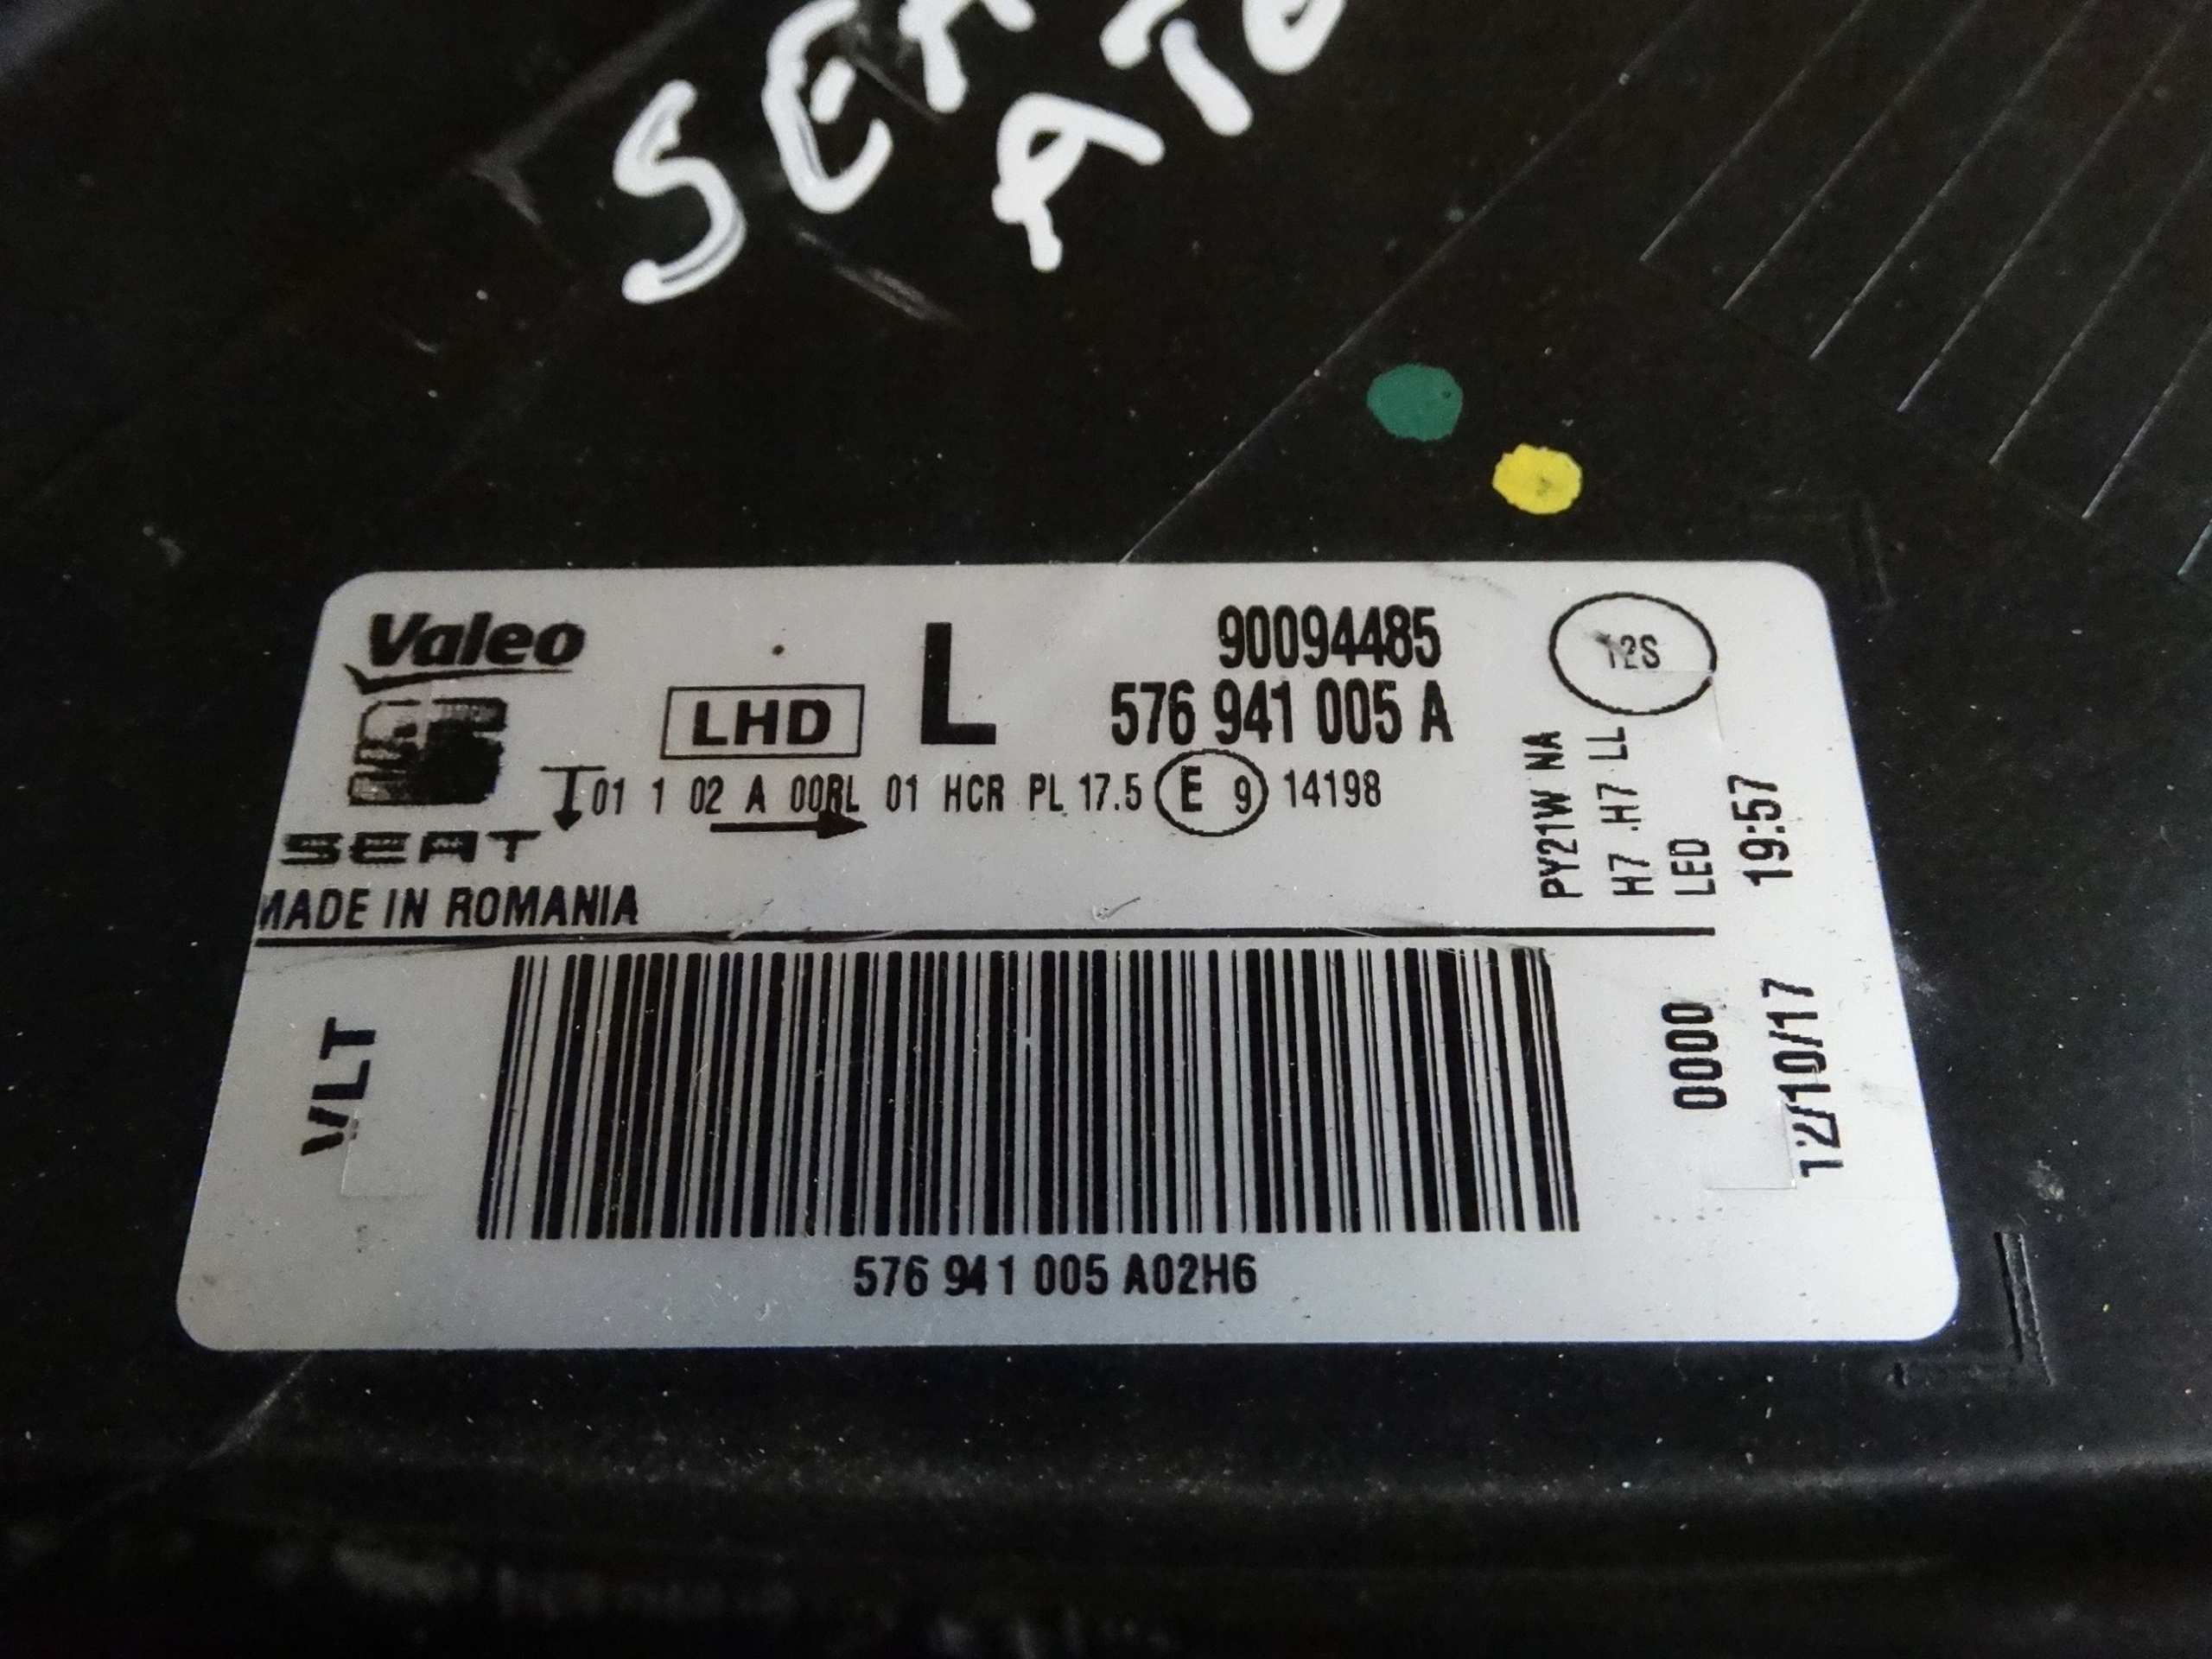 Valeo
SEAT
MADE IN ROMANIA
LHD
L
90094485
576 941 005 A
01 1 02 A 00RL 01 HCR PL 17.5 E 9 14198
12S
PY21W NA
H7 .H7 LL
LED
19:57
VLT
0000
12/10/17
576 941 005 A02H6